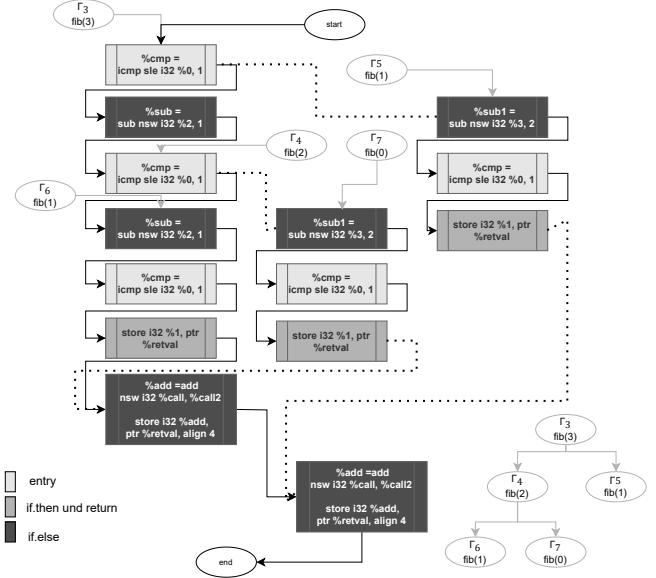 Γ3
fib(3)
start
%cmp =
icmp sle i32 %0, 1
Γ5
fib(1)
%sub =
sub nsw i32 %2, 1
%sub1 =
sub nsw i32 %3, 2
Γ4
fib(2)
Γ7
fib(0)
%cmp =
icmp sle i32 %0, 1
%cmp =
icmp sle i32 %0, 1
Γ6
fib(1)
%sub =
sub nsw i32 %2, 1
%sub1 =
sub nsw i32 %3, 2
store i32 %1, ptr
%retval
%cmp =
icmp sle i32 %0, 1
%cmp =
icmp sle i32 %0, 1
store i32 %1, ptr
%retval
store i32 %1, ptr
%retval
%add =add
nsw i32 %call, %call2
store i32 %add,
ptr %retval, align 4
%add =add
nsw i32 %call, %call2
store i32 %add,
ptr %retval, align 4
end
entry
if.then und return
if.else
Γ3
fib(3)
Γ4
fib(2)
Γ5
fib(1)
Γ6
fib(1)
Γ7
fib(0)